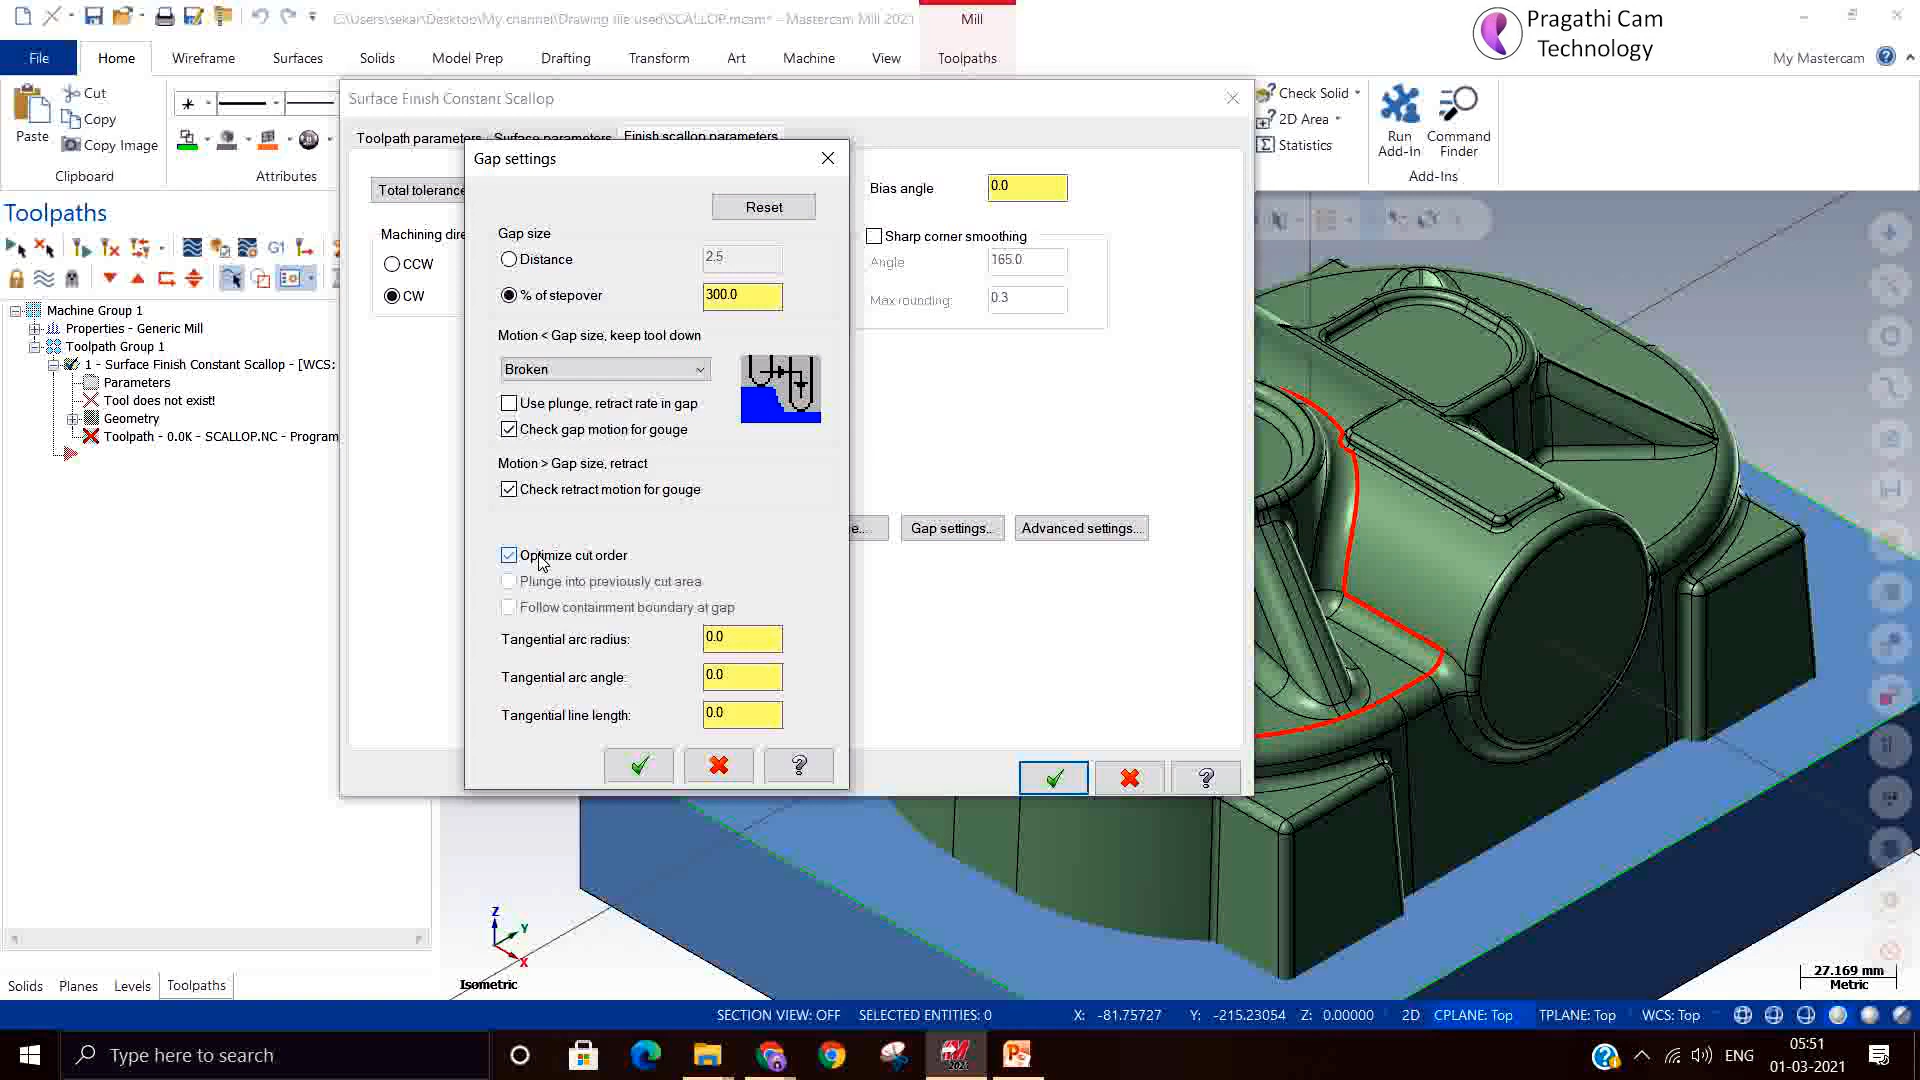 C:\Users\sekar\Desktop\My channel\Drawing file used\SCALLOP.mcam* - Mastercam Mill 2021
Mill
Pragathi Cam
Technology
File
Home
Wireframe
Surfaces
Solids
Model Prep
Drafting
Transform
Art
Machine
View
Toolpaths
My Mastercam
Paste
Cut
Copy
Copy Image
Clipboard
Attributes
Surface Finish Constant Scallop
Check Solid
2D Area
Statistics
Run
Add-In
Command
Finder
Add-Ins
Toolpath parameters
Surface parameters
Finish scallop parameters
Toolpaths
G1
Gap settings
Total tolerance
Reset
Bias angle
0.0
Machining dire
Gap size
Sharp corner smoothing
CCW
Distance
2.5
Angle
165.0
CW
% of stepover
300.0
Max rounding:
0.3
Machine Group 1
Properties - Generic Mill
Toolpath Group 1
1 - Surface Finish Constant Scallop - [WCS:
Parameters
Tool does not exist!
Geometry
Toolpath - 0.0K - SCALLOP.NC - Program
Motion < Gap size, keep tool down
Broken
Use plunge, retract rate in gap
Check gap motion for gouge
Motion > Gap size, retract
Check retract motion for gouge
e...
Gap settings...
Advanced settings...
Optimize cut order
Plunge into previously cut area
Follow containment boundary at gap
Tangential arc radius:
0.0
Tangential arc angle:
0.0
Tangential line length:
0.0
Z
Y
X
Isometric
27.169 mm
Metric
Solids
Planes
Levels
Toolpaths
SECTION VIEW: OFF
SELECTED ENTITIES: 0
X: -81.75727
Y: -215.23054
Z: 0.00000
2D
CPLANE: Top
TPLANE: Top
WCS: Top
Type here to search
2021
ENG
05:51
01-03-2021